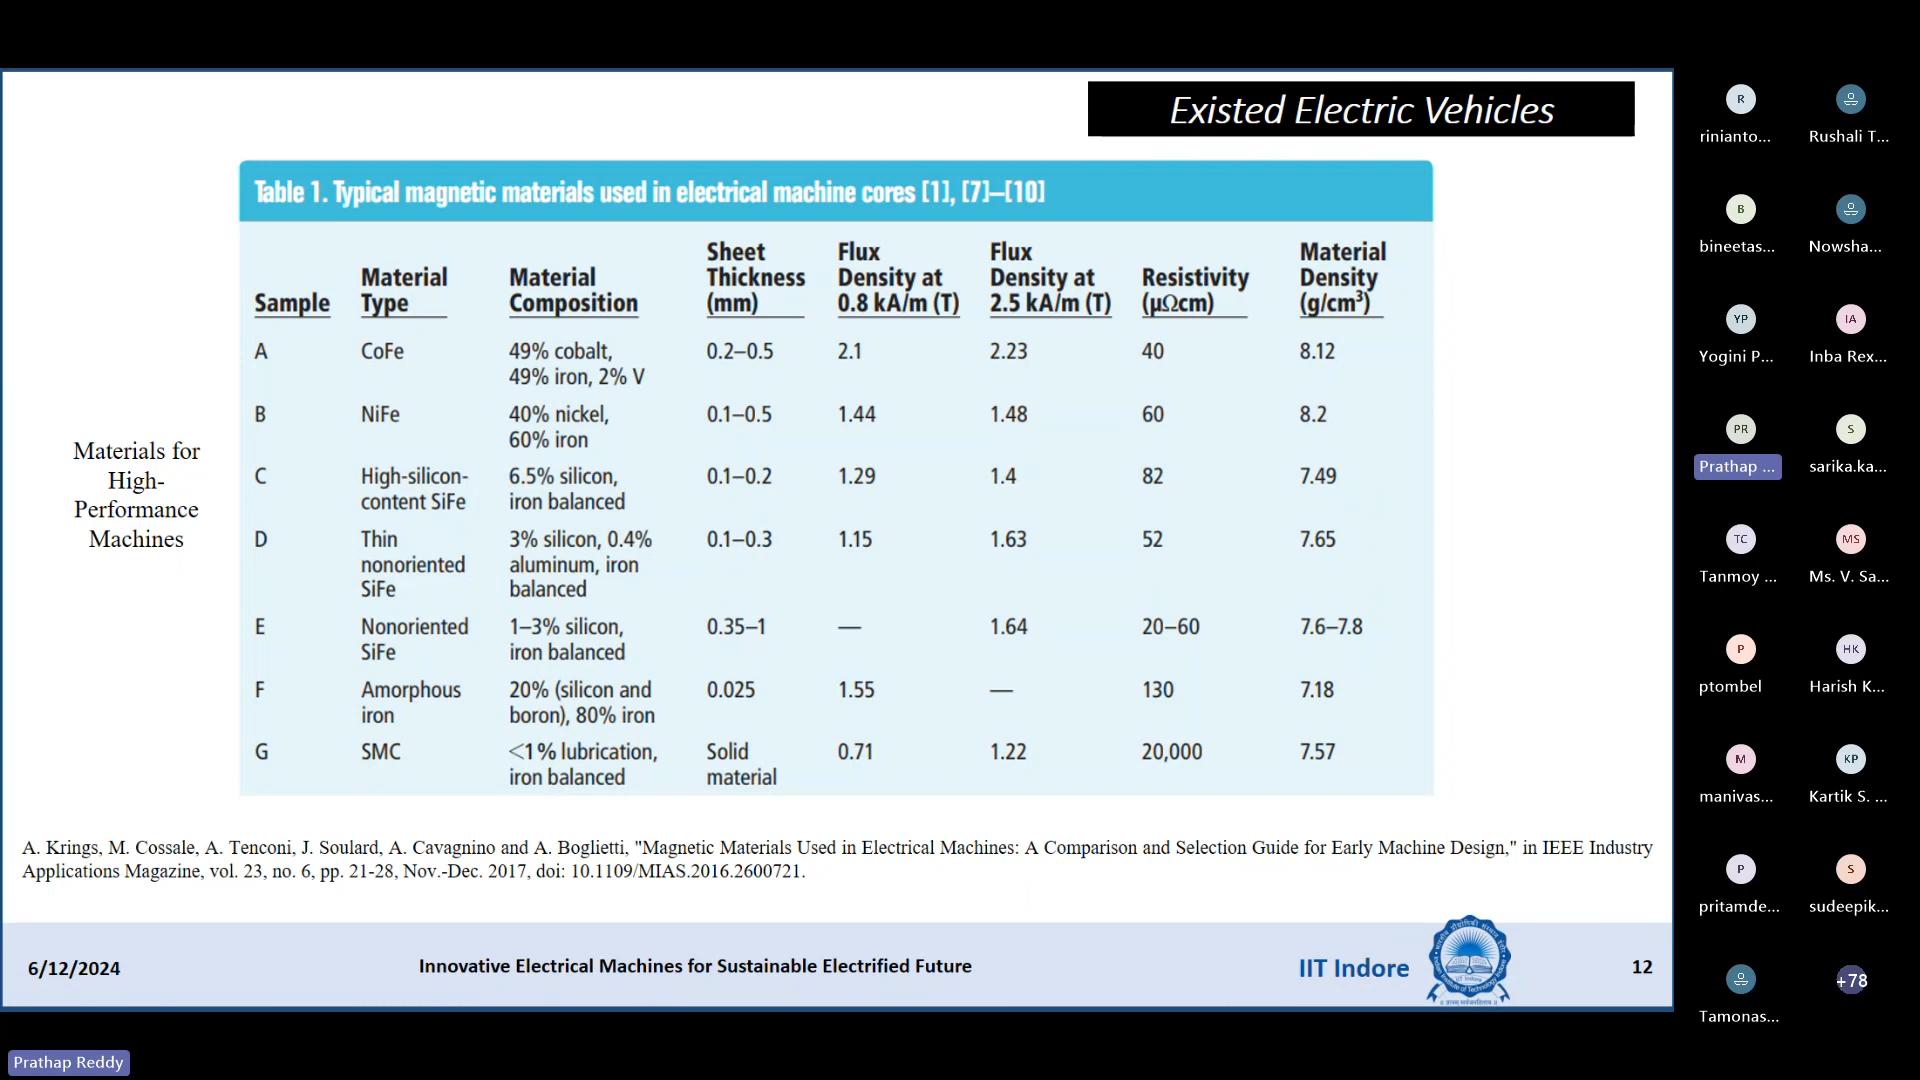 Existed Electric Vehicles
Table 1. Typical magnetic materials used in electrical machine cores [1], [7]–[10]
Sample
Material Type
Material Composition
Sheet Thickness (mm)
Flux Density at 0.8 kA/m (T)
Flux Density at 2.5 kA/m (T)
Resistivity (μΩcm)
Material Density (g/cm³)
A CoFe 49% cobalt, 49% iron, 2% V 0.2–0.5 2.1 2.23 40 8.12
B NiFe 40% nickel, 60% iron 0.1–0.5 1.44 1.48 60 8.2
C High-silicon-content SiFe 6.5% silicon, iron balanced 0.1–0.2 1.29 1.4 82 7.49
D Thin nonoriented SiFe 3% silicon, 0.4% aluminum, iron balanced 0.1–0.3 1.15 1.63 52 7.65
E Nonoriented SiFe 1–3% silicon, iron balanced 0.35–1 — 1.64 20–60 7.6–7.8
F Amorphous iron 20% (silicon and boron), 80% iron 0.025 1.55 — 130 7.18
G SMC <1% lubrication, iron balanced Solid material 0.71 1.22 20,000 7.57
Materials for
High-
Performance
Machines
A. Krings, M. Cossale, A. Tenconi, J. Soulard, A. Cavagnino and A. Boglietti, "Magnetic Materials Used in Electrical Machines: A Comparison and Selection Guide for Early Machine Design," in IEEE Industry
Applications Magazine, vol. 23, no. 6, pp. 21-28, Nov.-Dec. 2017, doi: 10.1109/MIAS.2016.2600721.
6/12/2024
Innovative Electrical Machines for Sustainable Electrified Future
IIT Indore
12
R
rinianto...
Rushali T...
B
bineetas...
Nowsha...
YP
Yogini P...
IA
Inba Rex...
PR
Prathap ...
S
sarika.ka...
TC
Tanmoy ...
MS
Ms. V. Sa...
P
ptombel
HK
Harish K...
M
manivas...
KP
Kartik S. ...
P
pritamde...
S
sudeepik...
Tamonas...
+78
Prathap Reddy